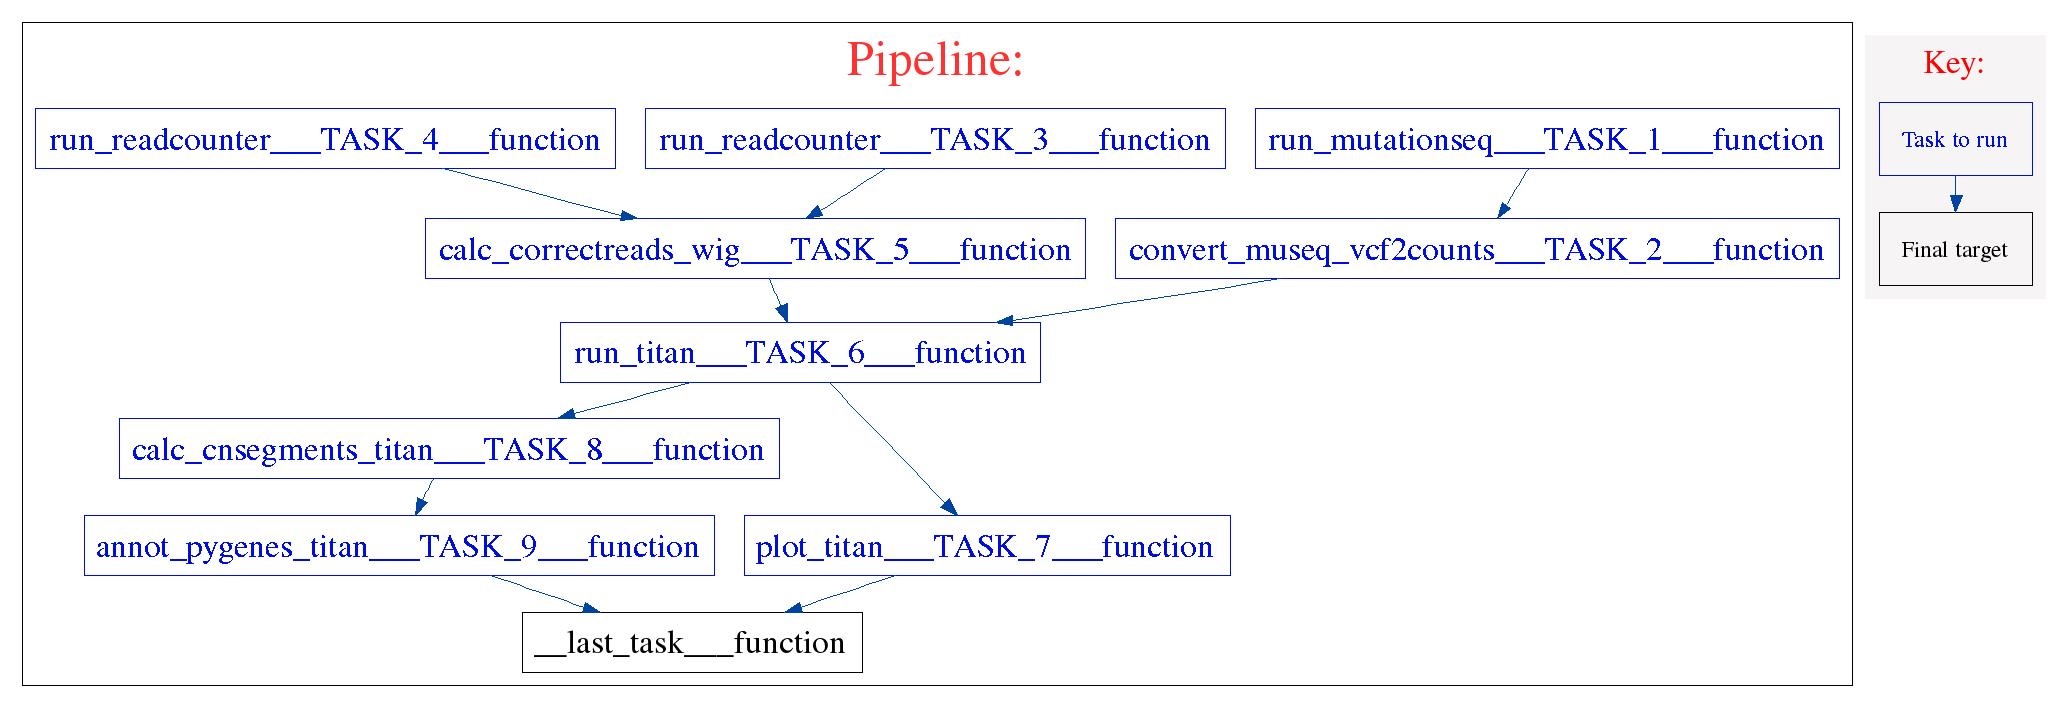 Pipeline:
Key:
run_readcounter___TASK_4___function
run_readcounter___TASK_3___function
run_mutationseq___TASK_1___function
Task to run
calc_correctreads_wig___TASK_5___function
convert_museq_vcf2counts___TASK_2___function
Final target
run_titan___TASK_6___function
calc_cnsegments_titan___TASK_8___function
annot_pygenes_titan___TASK_9___function
plot_titan___TASK_7___function
__last_task___function